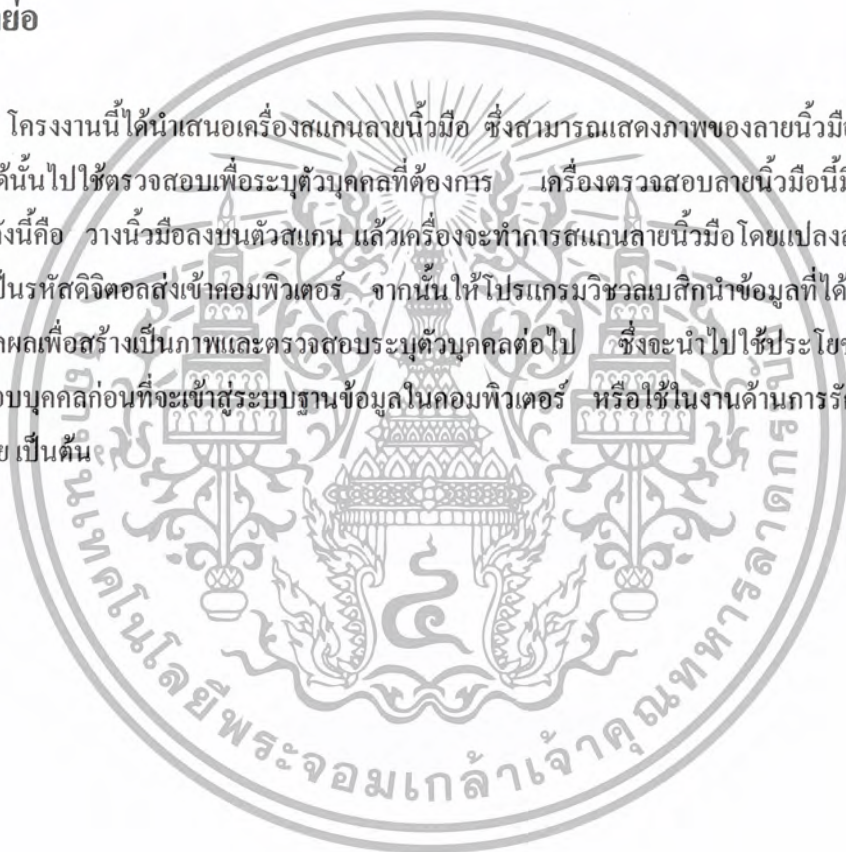 โครงงานนี้ได้นำเสนอเครื่องสแกนลายนิ้วมือ ซึ่งสามารถแสดงภาพของลายนิ้วมือ
นั้นไปใช้ตรวจสอบเพื่อระบุตัวบุคคลที่ต้องการ เครื่องตรวจสอบลายนิ้วมือนี้
ังนี้คือ วางนิ้วมือลงบนตัวสแกน แล้วเครื่องจะทำการสแกนลายนิ้วมือโดยแปลง
ป็นรหัสดิจิตอลส่งเข้าคอมพิวเตอร์ จากนั้นให้โปรแกรมวิชวลเบสิกนำข้อมูลที่ได้
ผลเพื่อสร้างเป็นภาพและตรวจสอบระบุตัวบุคคลต่อไป ซึ่งจะนำไปใช้ประโยช
อบบุคคลก่อนที่จะเข้าสู่ระบบฐานข้อมูลในคอมพิวเตอร์ หรือใช้ในงานด้านการรั
ย เป็นต้น
เทคโนโลยีพระจอมเกล้าเจ้าคุณทหารลาดกระบัง